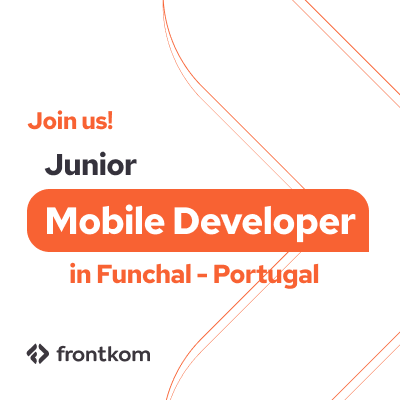 Join us!
Junior
Mobile Developer
in Funchal - Portugal
frontkom